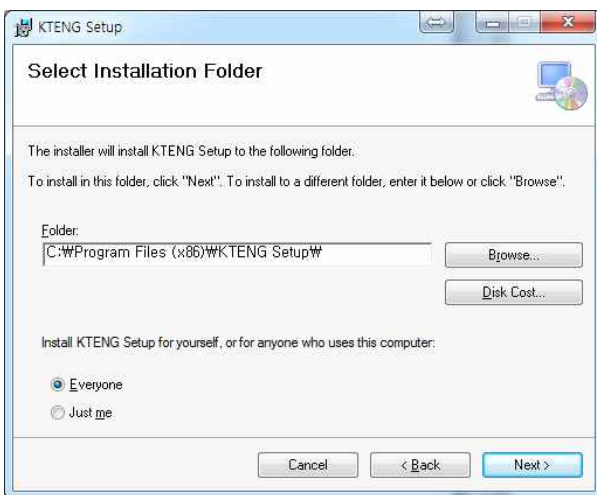 KTENG Setup
Select Installation Folder
The installer will install KTENG Setup to the following folder.
To install in this folder, click "Next". To install to a different folder, enter it below or click "Browse".
Folder:
C:₩Program Files (x86)₩KTENG Setup₩
Browse...
Disk Cost...
Install KTENG Setup for yourself, or for anyone who uses this computer:
Everyone
Just me
Cancel
< Back
Next >